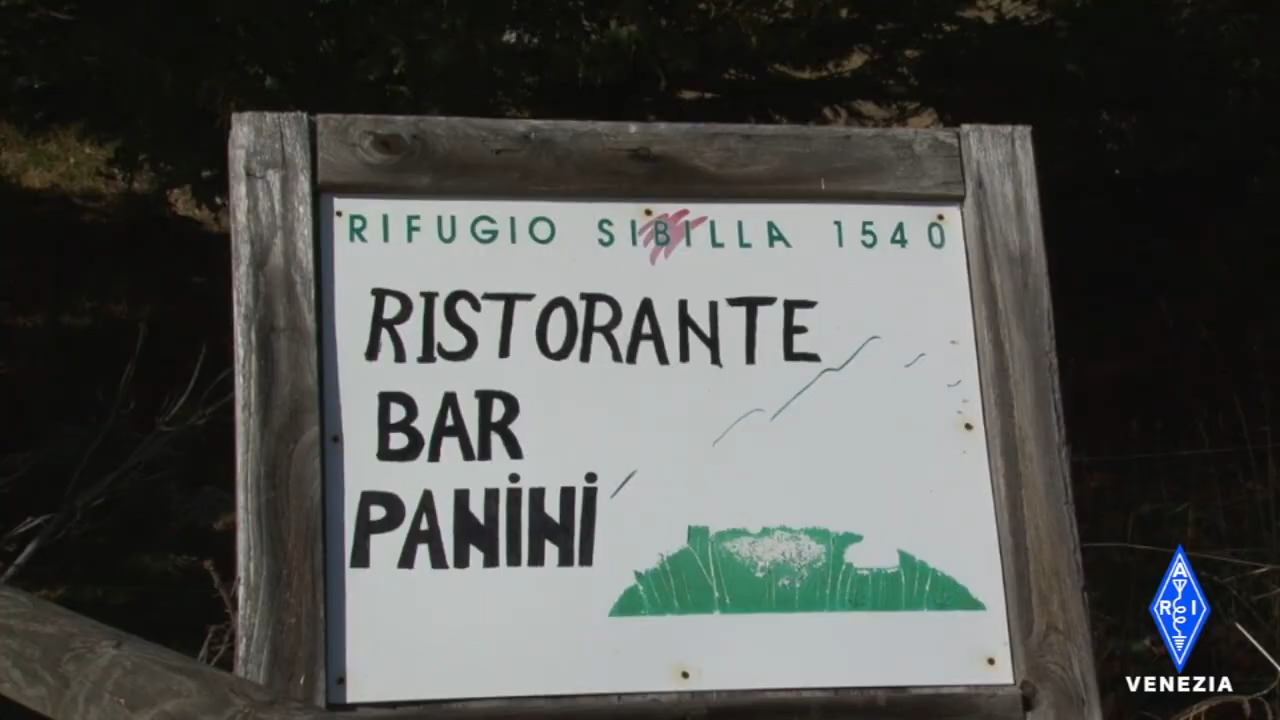 RIFUGIO SIBILLA 1540
RISTORANTE
BAR
PANINI
A
R I
VENEZIA